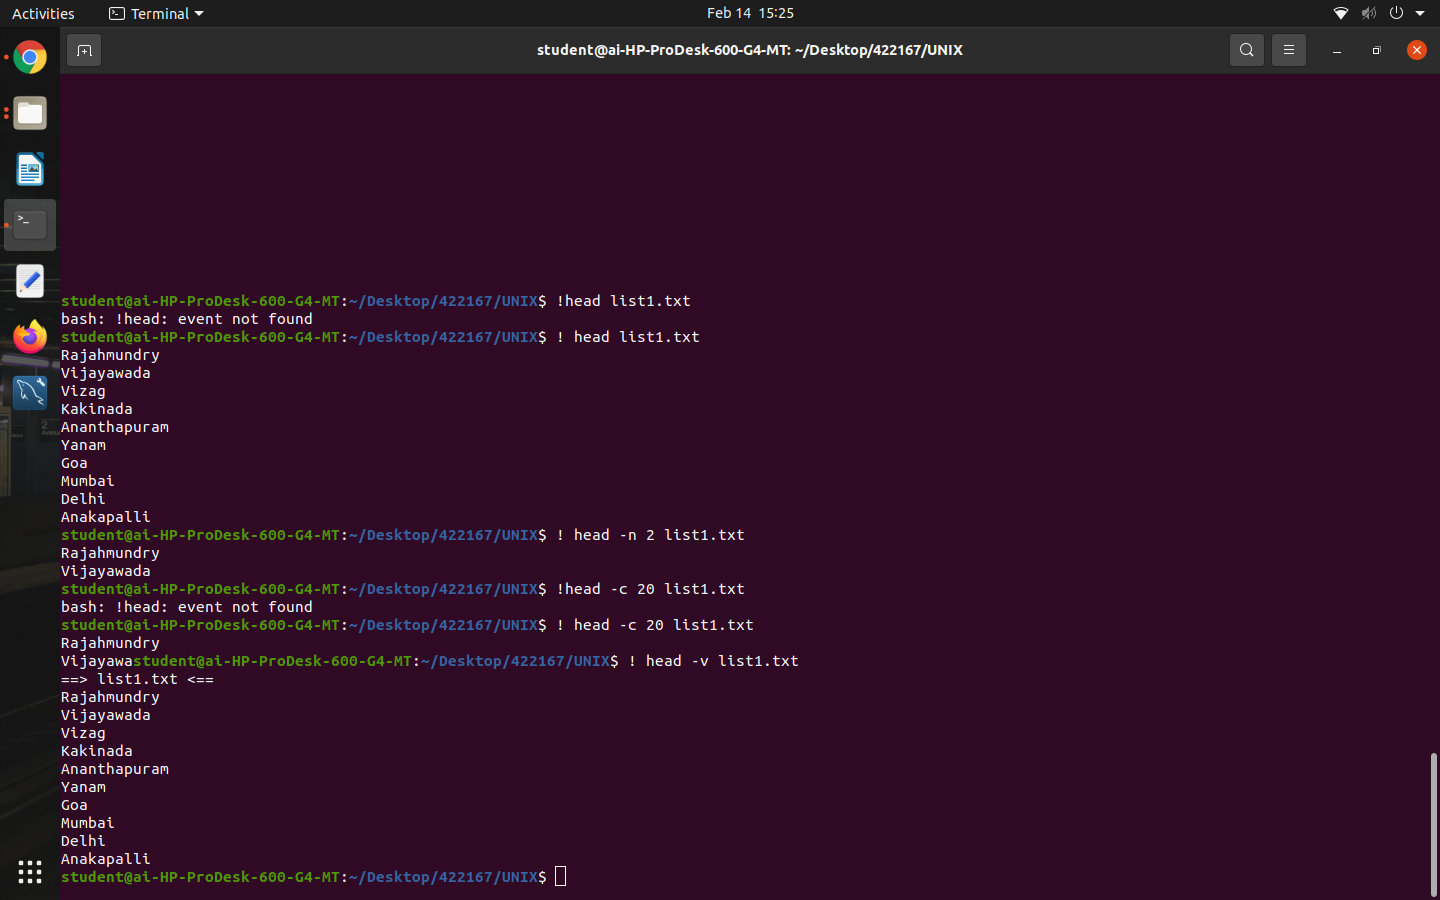 Activities
Terminal
Feb 14 15:25
student@ai-HP-ProDesk-600-G4-MT: ~/Desktop/422167/UNIX
student@ai-HP-ProDesk-600-G4-MT:~/Desktop/422167/UNIX$ !head list1.txt
bash: !head: event not found
student@ai-HP-ProDesk-600-G4-MT:~/Desktop/422167/UNIX$ ! head list1.txt
Rajahmundry
Vijayawada
Vizag
Kakinada
Ananthapuram
Yanam
Goa
Mumbai
Delhi
Anakapalli
student@ai-HP-ProDesk-600-G4-MT:~/Desktop/422167/UNIX$ ! head -n 2 list1.txt
Rajahmundry
Vijayawada
student@ai-HP-ProDesk-600-G4-MT:~/Desktop/422167/UNIX$ !head -c 20 list1.txt
bash: !head: event not found
student@ai-HP-ProDesk-600-G4-MT:~/Desktop/422167/UNIX$ ! head -c 20 list1.txt
Rajahmundry
Vijayawastudent@ai-HP-ProDesk-600-G4-MT:~/Desktop/422167/UNIX$ ! head -v list1.txt
==> list1.txt <==
Rajahmundry
Vijayawada
Vizag
Kakinada
Ananthapuram
Yanam
Goa
Mumbai
Delhi
Anakapalli
student@ai-HP-ProDesk-600-G4-MT:~/Desktop/422167/UNIX$